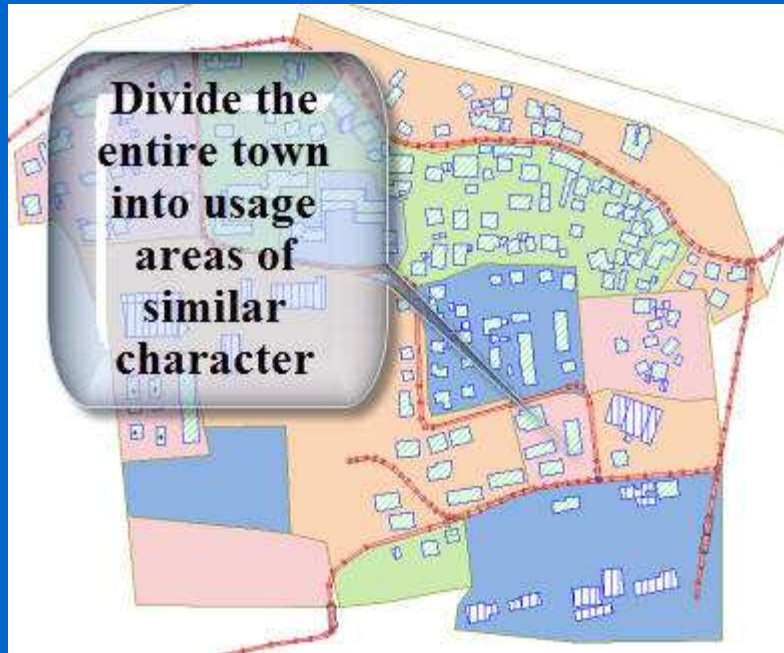 Divide the
entire town
into usage
areas of
similar
character